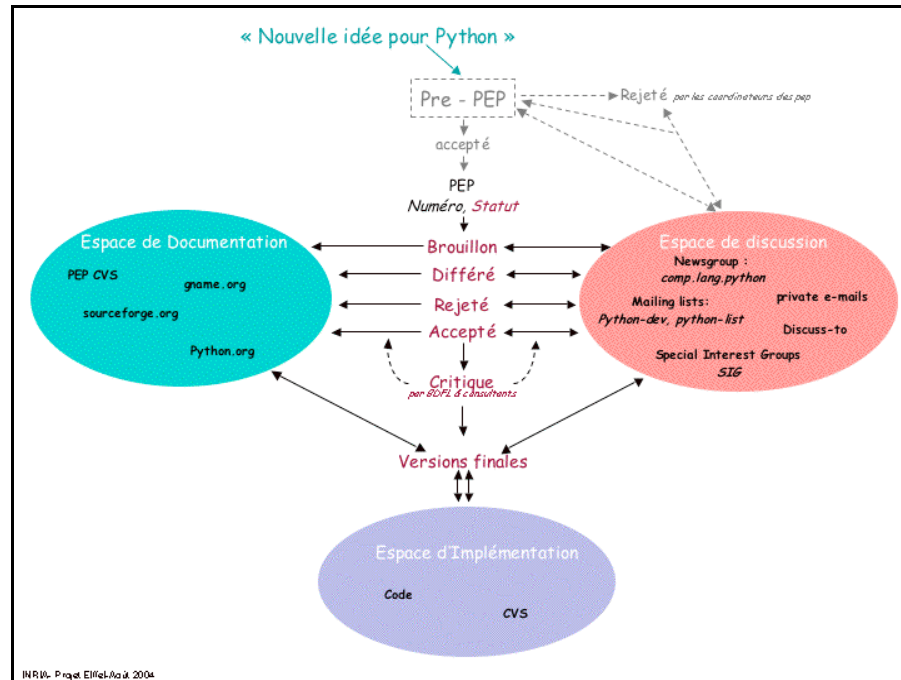 « Nouvelle idée pour Python »
Pre - PEP
Rejeté par les coordinateurs des pep
accepté
PEP
Numéro, Statut
Espace de Documentation
PEP CVS
gname.org
sourceforge.org
Python.org
Brouillon
Différé
Rejeté
Accepté
Critique
par BDFL & consultents
Versions finales
Espace de discussion
Newsgroup :
comp.lang.python
Mailing lists:
private e-mails
Python-dev, python-list
Discuss-to
Special Interest Groups
SIG
Espace d'Implémentation
Code
CVS
INRIA- Projet Eiffel-Août 2004